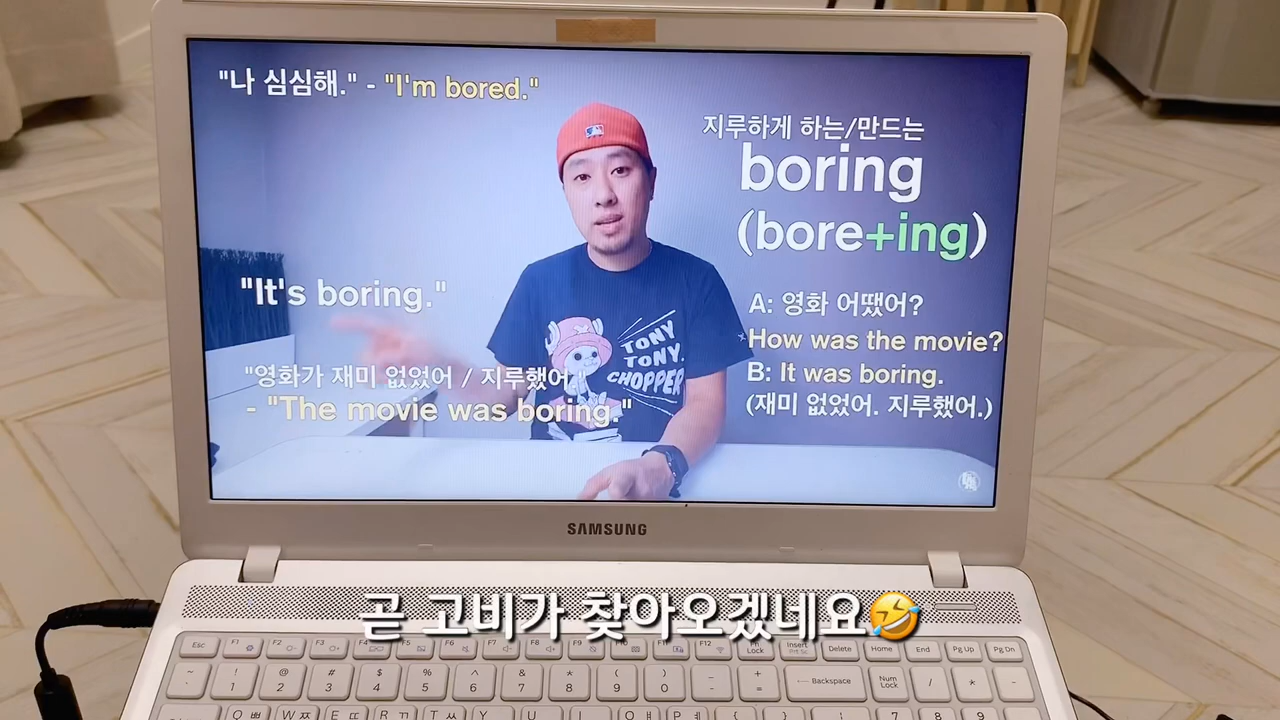 "나 심심해." - "I'm bored."
지루하게 하는/만드는
boring
(bore+ing)
"It's boring."
A: 영화 어땠어?
How was the movie?
B: It was boring.
(재미 없었어. 지루했어.)
"영화가 재미 없었어 / 지루했어
- "The movie was boring."
TONY
TONY.
CHOPPER
SAMSUNG
곧 고비가 찾아오겠네요🤣
Esc F1 F2 F3 F4 F5 F6 F7 F8 F9 F10 F11 F12 Lock Insert Delete Home End Pg Up Pg Dn
~ ! @ # $ % ^ & * ( ) _ + Backspace Num Lock / * -
1 2 3 4 5 6 7 8 9 0 - =
Q ㅃ W ㅉ E ㄸ R ㄲ T ㅆ Y U I O ㅒ P ㅖ { } | 7 8 9